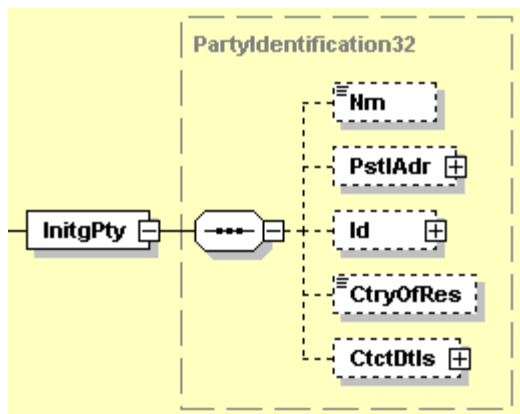 PartyIdentification32
Nm
PstlAdr
InitgPty
Id
CtryOfRes
CtctDtls